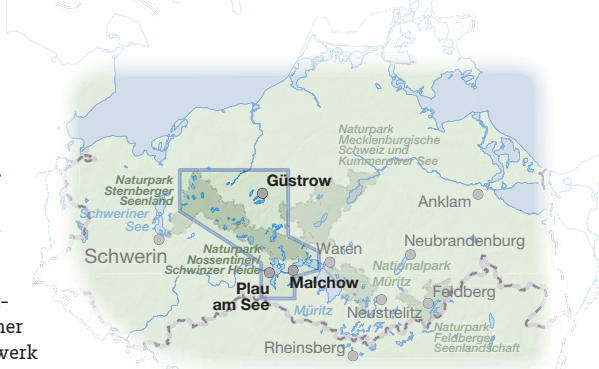 Naturpark
Mecklenburgische
Schweiz und
Kummerower See
Naturpark
Sternberger
Seenland
Güstrow
Anklam
Schweriner
See
Schwerin
Naturpark
Nossentiner/
Schwinzer Heide
Waren
Neubrandenburg
Nationalpark
Müritz
Malchow
Plau
am See
Müritz
Feldberg
Neustrelitz
Naturpark
Feldberger
Seenlandschaft
Rheinsberg
ner
werk